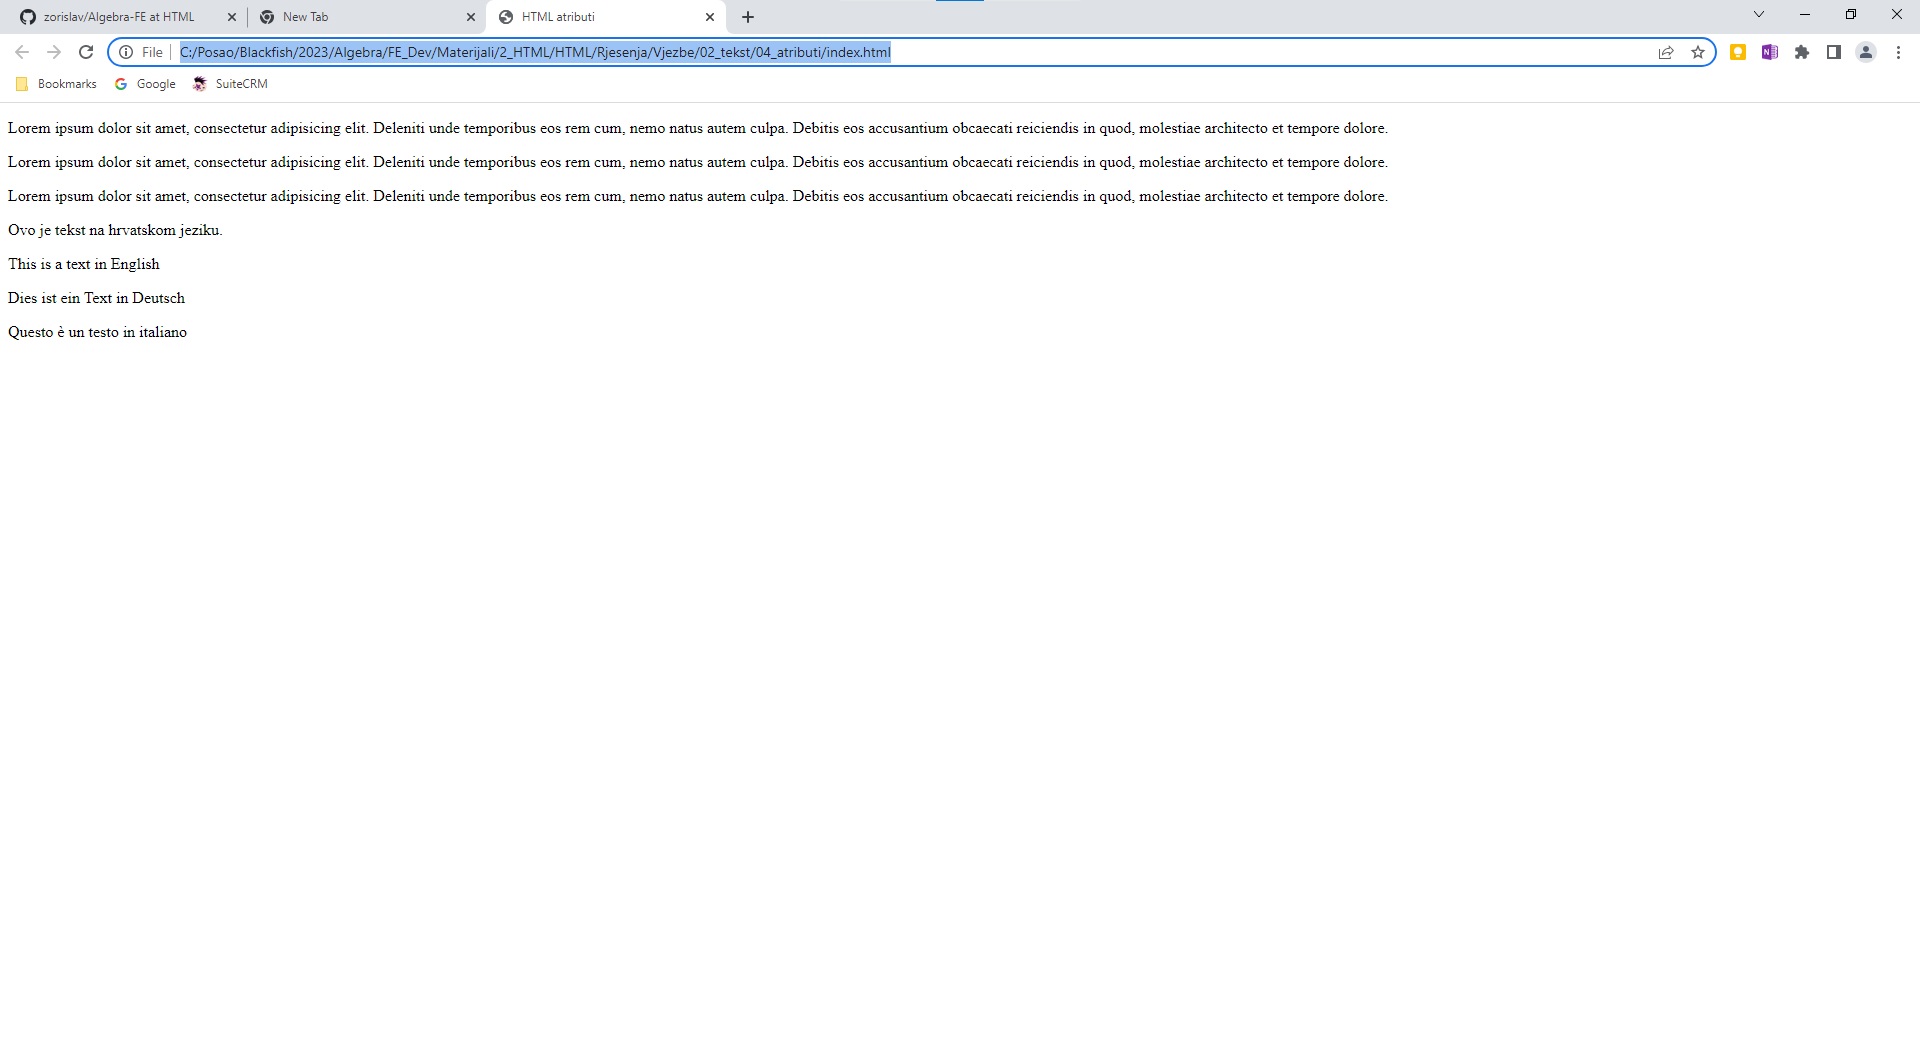 zorislav/Algebra-FE at HTML
New Tab
HTML atributi
File
C:/Posao/Blackfish/2023/Algebra/FE_Dev/Materijali/2_HTML/HTML/Rjesenja/Vjezbe/02_tekst/04_atributi/index.html
Bookmarks
Google
SuiteCRM
Lorem ipsum dolor sit amet, consectetur adipisicing elit. Deleniti unde temporibus eos rem cum, nemo natus autem culpa. Debitis eos accusantium obcaecati reiciendis in quod, molestiae architecto et tempore dolore.
Lorem ipsum dolor sit amet, consectetur adipisicing elit. Deleniti unde temporibus eos rem cum, nemo natus autem culpa. Debitis eos accusantium obcaecati reiciendis in quod, molestiae architecto et tempore dolore.
Lorem ipsum dolor sit amet, consectetur adipisicing elit. Deleniti unde temporibus eos rem cum, nemo natus autem culpa. Debitis eos accusantium obcaecati reiciendis in quod, molestiae architecto et tempore dolore.
Ovo je tekst na hrvatskom jeziku.
This is a text in English
Dies ist ein Text in Deutsch
Questo è un testo in italiano